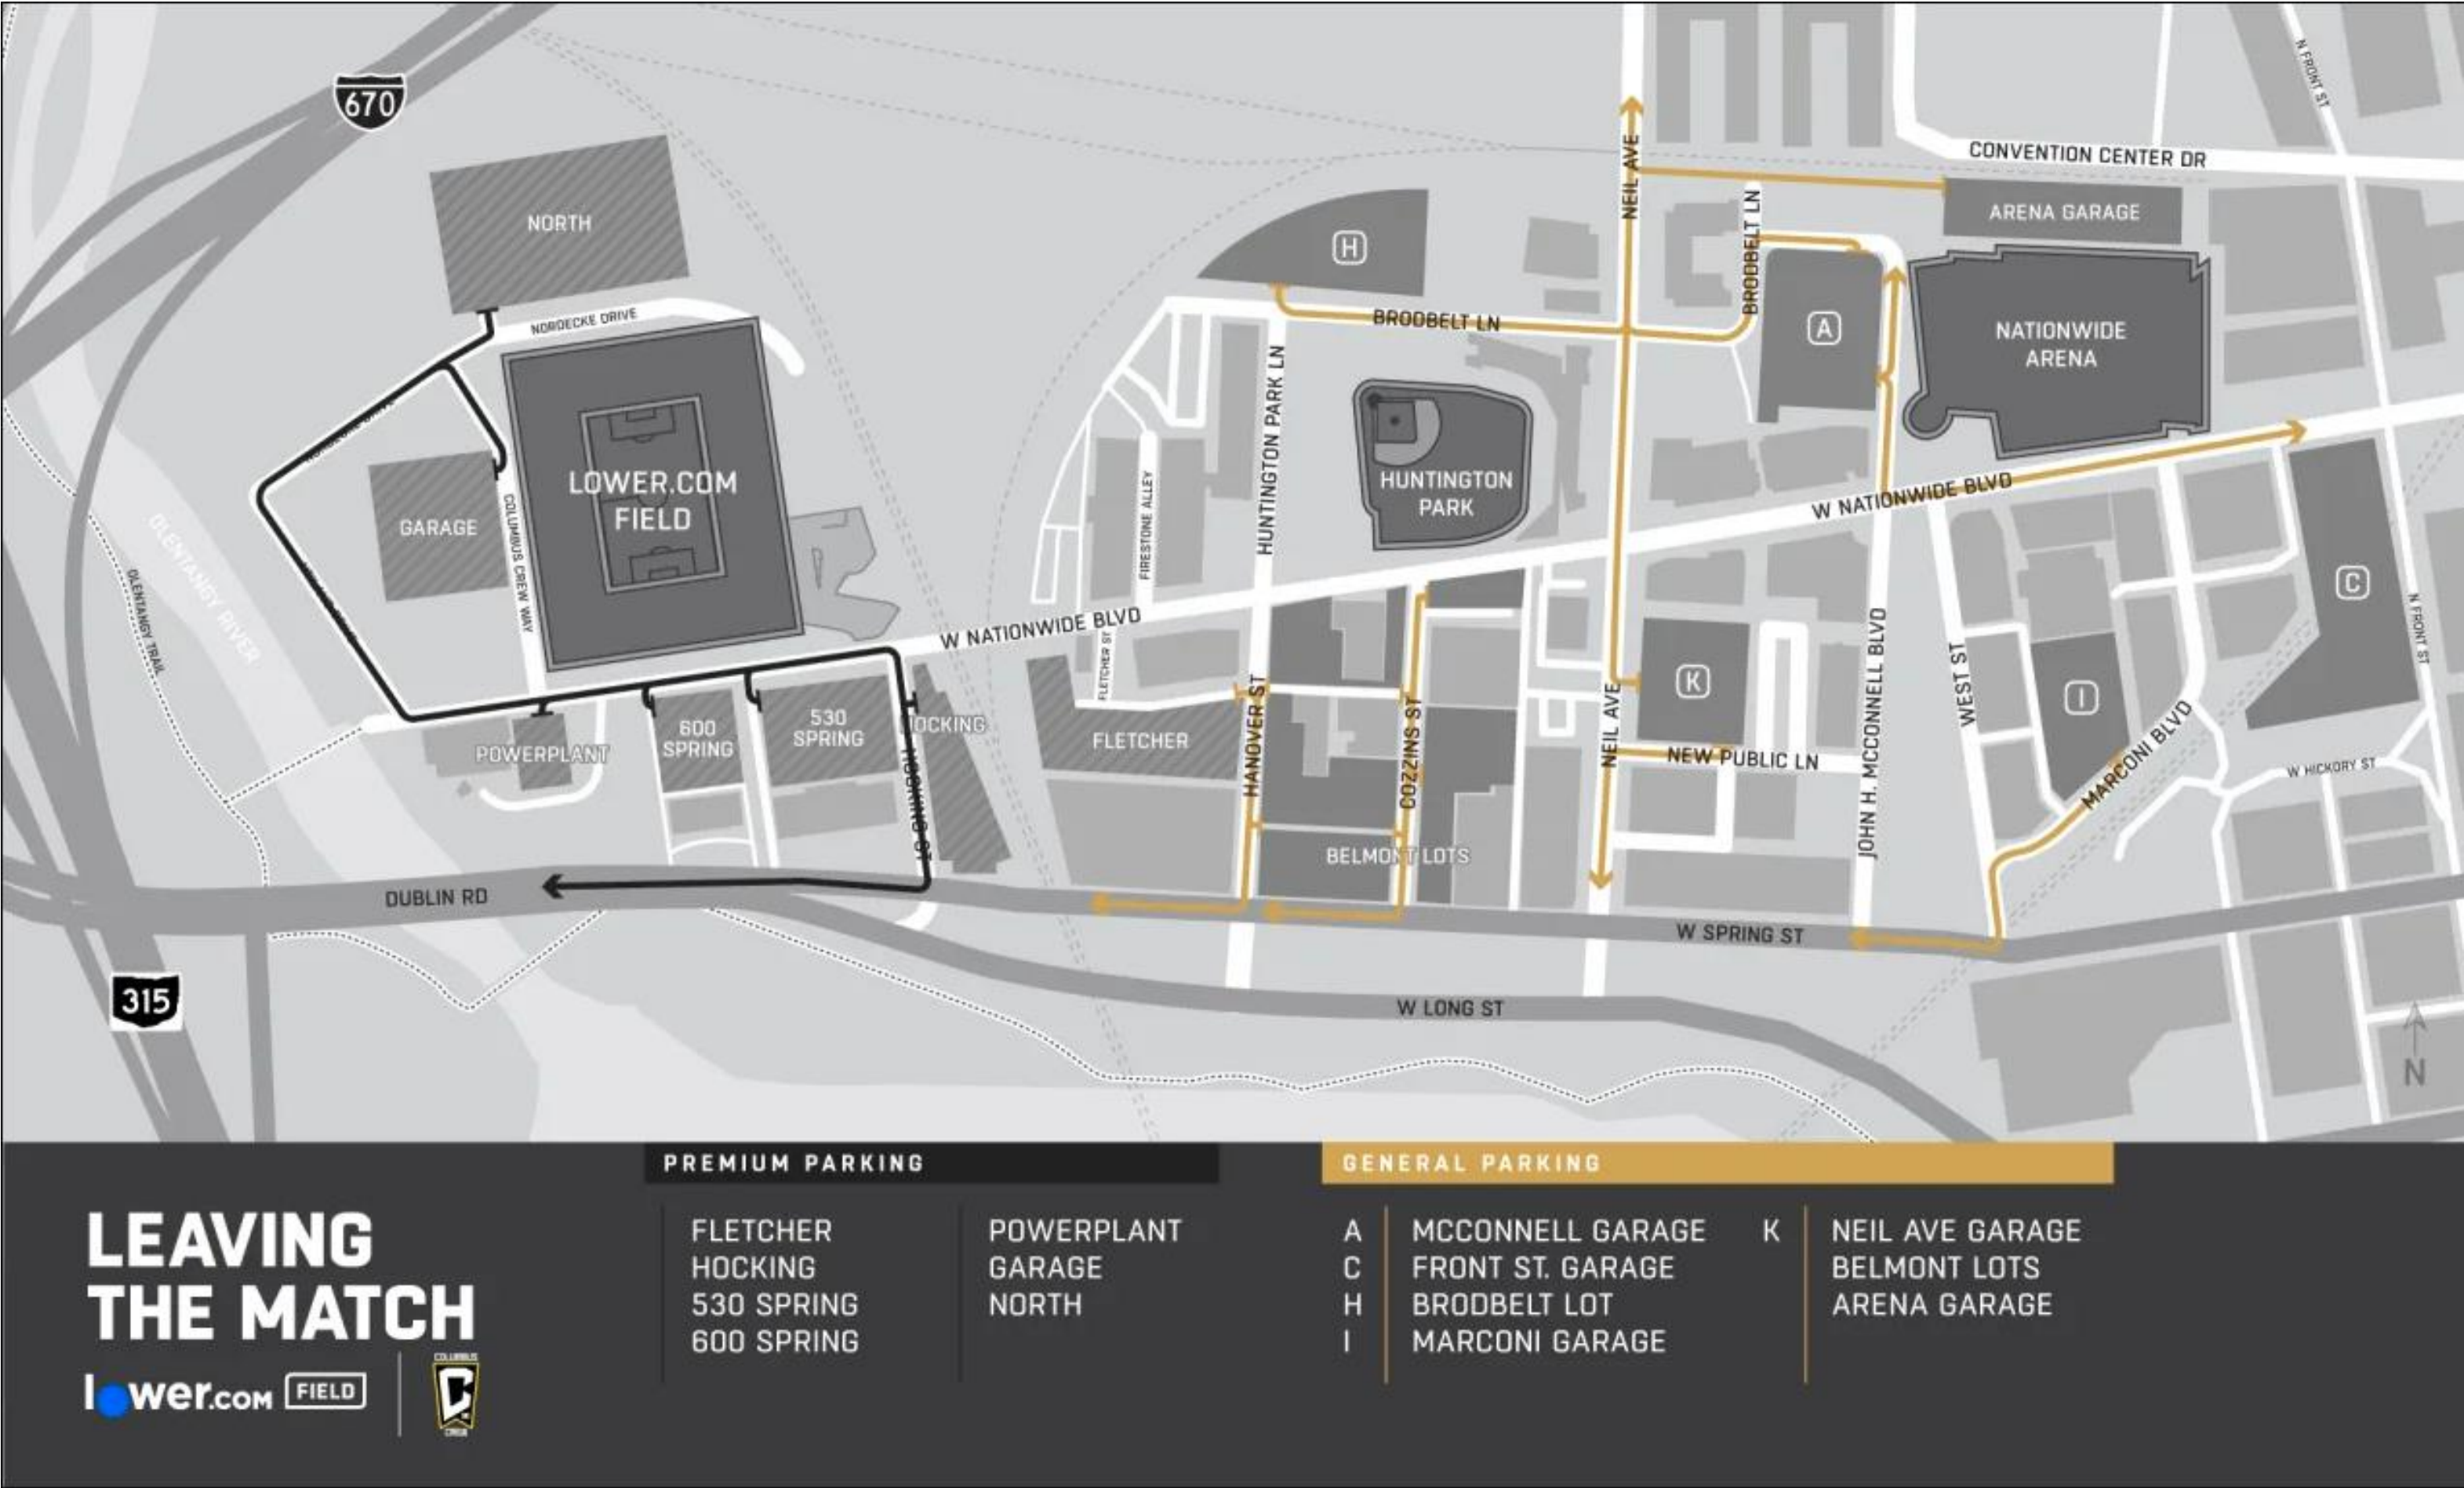 670
N FRONT ST
NEIL AVE
CONVENTION CENTER DR
NORTH
H
BRODBELT LN
ARENA GARAGE
NORDECKE DRIVE
BRODBELT LN
A
NATIONWIDE
ARENA
HUNTINGTON PARK LN
LOWER.COM
FIELD
HUNTINGTON
PARK
GARAGE
COLUMBUS CREW WAY
FIRESTONE ALLEY
W NATIONWIDE BLVD
OLENTANGY RIVER
OLENTANGY TRAIL
W NATIONWIDE BLVD
C
N FRONT ST
FLETCHER ST
HANOVER ST
COZZINS ST
NEIL AVE
K
JOHN H. MCCONNELL BLVD
WEST ST
I
MARCONI BLVD
POWERPLANT
600
SPRING
530
SPRING
HOCKING
HOCKING ST
FLETCHER
NEW PUBLIC LN
W HICKORY ST
BELMONT LOTS
DUBLIN RD
W SPRING ST
315
W LONG ST
N
LEAVING
THE MATCH
lower.com FIELD
COLUMBUS
C
CREW
PREMIUM PARKING
FLETCHER
HOCKING
530 SPRING
600 SPRING
POWERPLANT
GARAGE
NORTH
GENERAL PARKING
A MCCONNELL GARAGE
C FRONT ST. GARAGE
H BRODBELT LOT
I MARCONI GARAGE
K NEIL AVE GARAGE
BELMONT LOTS
ARENA GARAGE